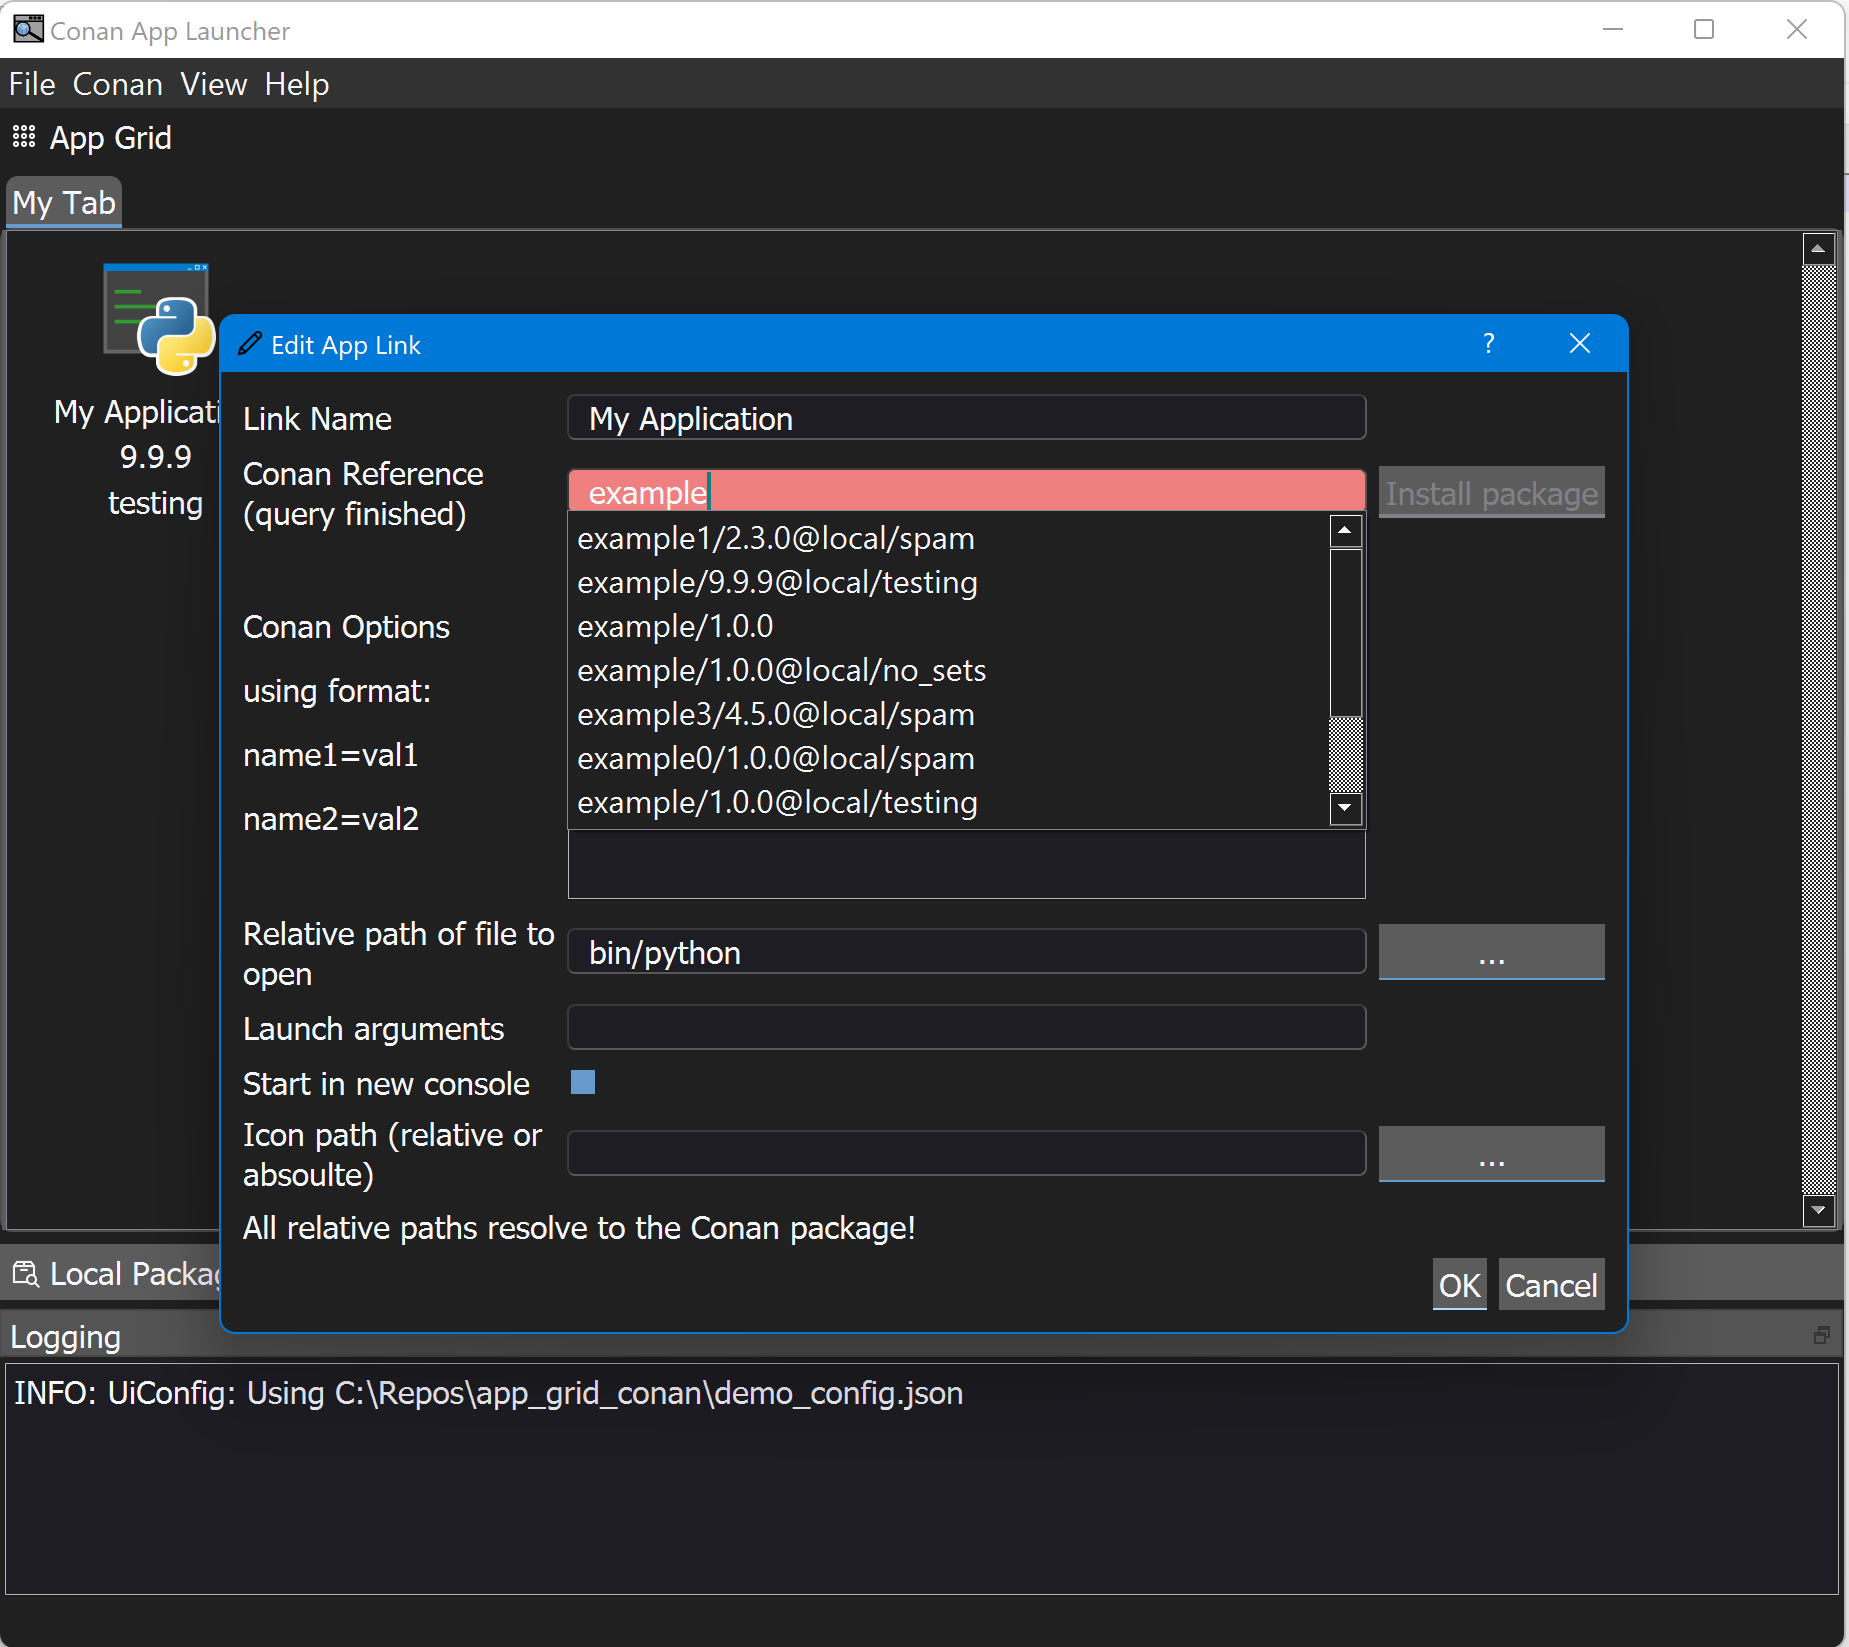 Conan App Launcher
File Conan View Help
App Grid
My Tab
My Applicati
9.9.9
testing
Edit App Link
?
Link Name
My Application
Conan Reference
(query finished)
example
Install package
example1/2.3.0@local/spam
example/9.9.9@local/testing
example/1.0.0
example/1.0.0@local/no_sets
example3/4.5.0@local/spam
example0/1.0.0@local/spam
example/1.0.0@local/testing
Conan Options
using format:
name1=val1
name2=val2
Relative path of file to
open
bin/python
...
Launch arguments
Start in new console
Icon path (relative or
absoulte)
...
All relative paths resolve to the Conan package!
OK Cancel
Local Packag
Logging
INFO: UiConfig: Using C:\Repos\app_grid_conan\demo_config.json